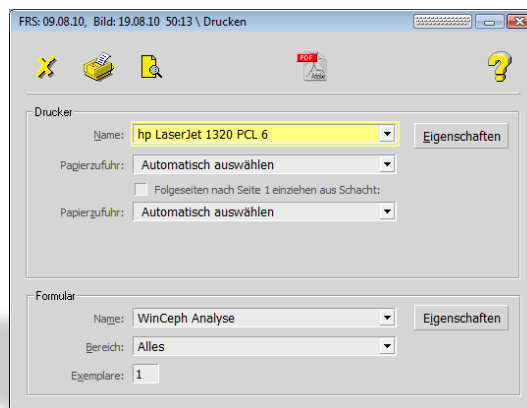 FRS: 09.08.10, Bild: 19.08.10 50:13 \ Drucken
PDF
Adobe
Drucker
Name: hp LaserJet 1320 PCL 6 Eigenschaften
Papierzufuhr: Automatisch auswählen
Folgeseiten nach Seite 1 einziehen aus Schacht:
Papierzufuhr: Automatisch auswählen
Formular
Name: WinCeph Analyse Eigenschaften
Bereich: Alles
Exemplare: 1